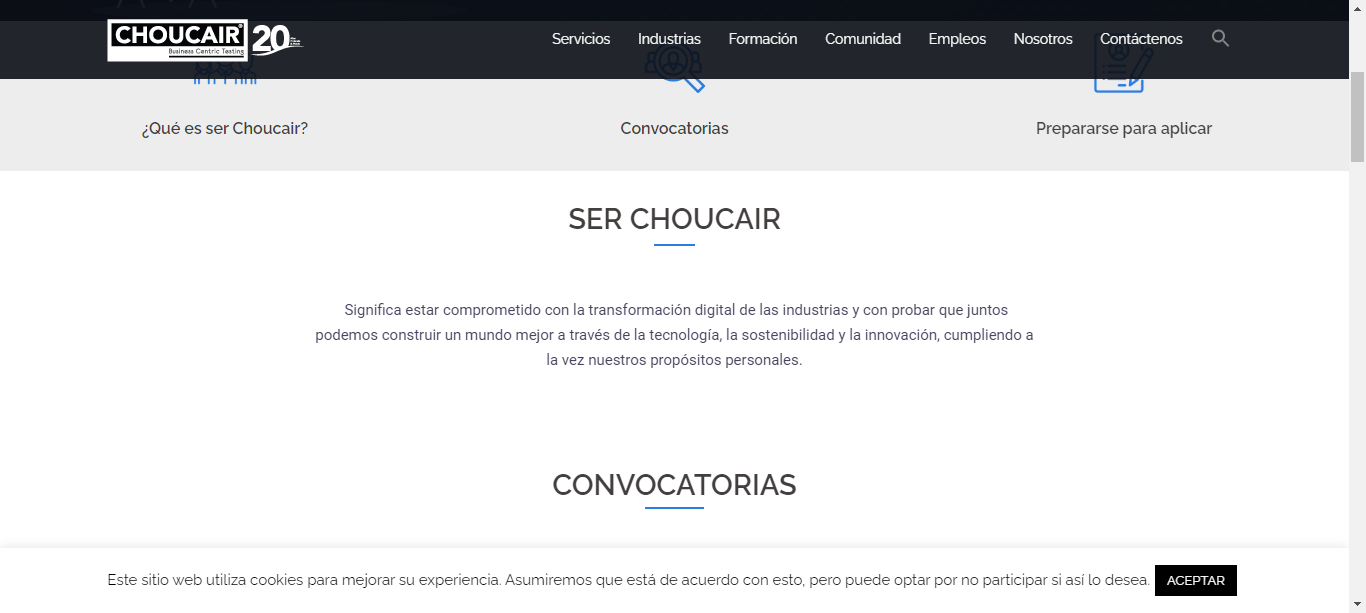 CHOUCAIR
Business Centric Testing
20
Servicios
Industrias
Formación
Comunidad
Empleos
Nosotros
Contáctenos
¿Qué es ser Choucair?
Convocatorias
Prepararse para aplicar
SER CHOUCAIR
Significa estar comprometido con la transformación digital de las industrias y con probar que juntos
podemos construir un mundo mejor a través de la tecnología, la sostenibilidad y la innovación, cumpliendo a
la vez nuestros propósitos personales.
CONVOCATORIAS
Este sitio web utiliza cookies para mejorar su experiencia. Asumiremos que está de acuerdo con esto, pero puede optar por no participar si así lo desea.
ACEPTAR